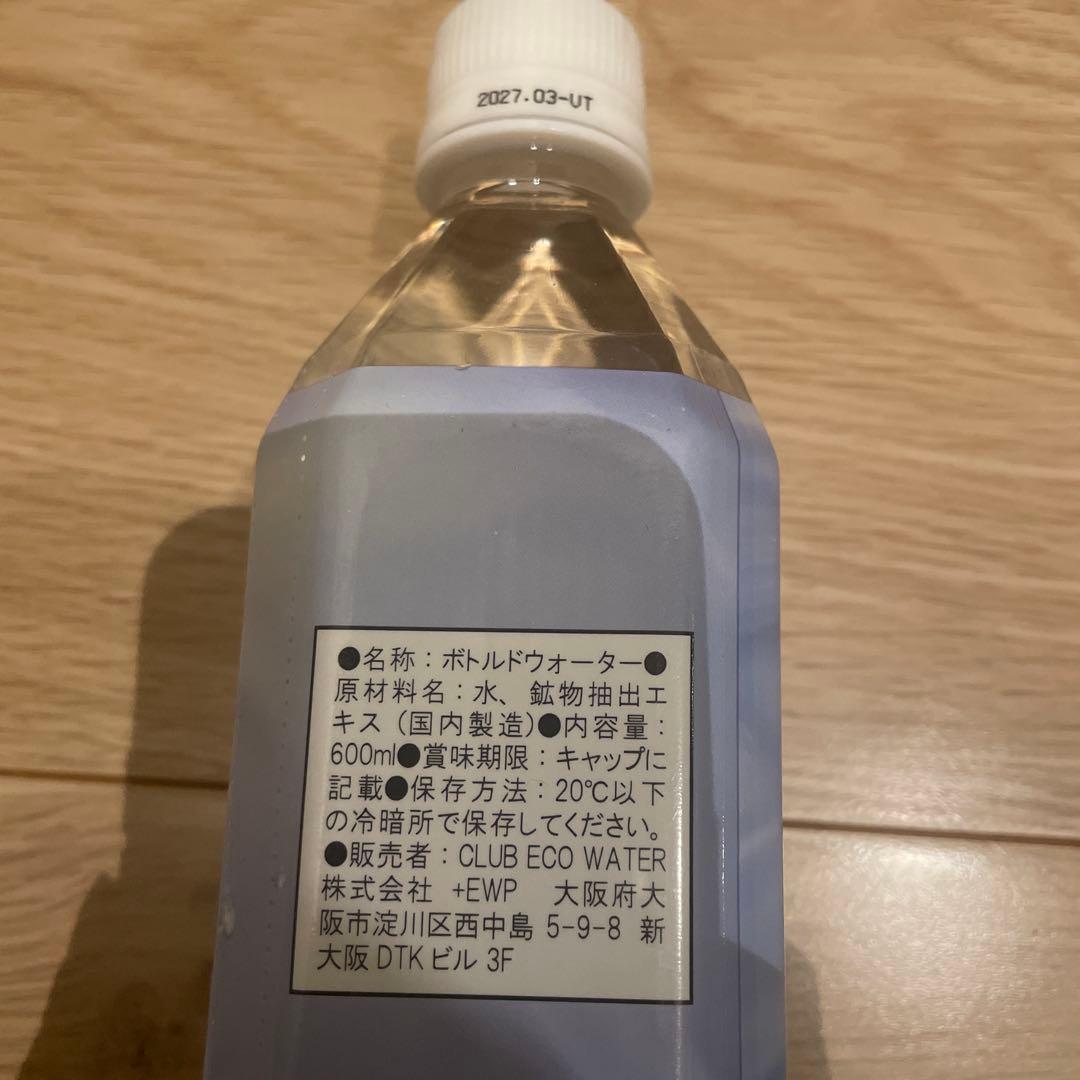 2027.03-VT
●名称：ボトルドウォーター●
原材料名：水、鉱物抽出エ
キス（国内製造）●内容量：
600ml●賞味期限：キャップに
記載●保存方法：20℃以下
の冷暗所で保存してください。
●販売者：CLUB ECO WATER
株式会社 +EWP 大阪府大
阪市淀川区西中島 5-9-8 新
大阪 DTK ビル 3F